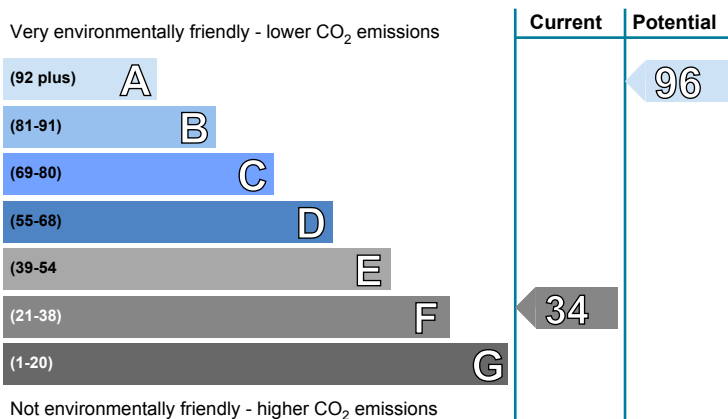 Current Potential
Very environmentally friendly - lower CO2 emissions
(92 plus) A 96
(81-91) B
(69-80) C
(55-68) D
(39-54 E
(21-38) F 34
(1-20) G
Not environmentally friendly - higher CO2 emissions